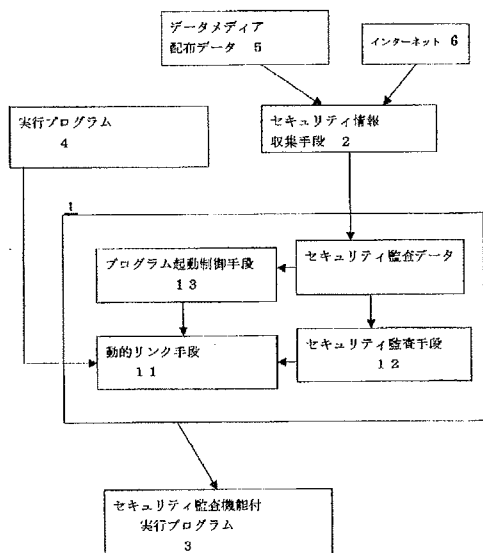 データメディア
配布データ 5
インターネット 6
実行プログラム
4
セキュリティ情報
収集手段 2
1
プログラム起動制御手段
13
セキュリティ監査データ
動的リンク手段
11
セキュリティ監査手段
12
セキュリティ監査機能付
実行プログラム
3